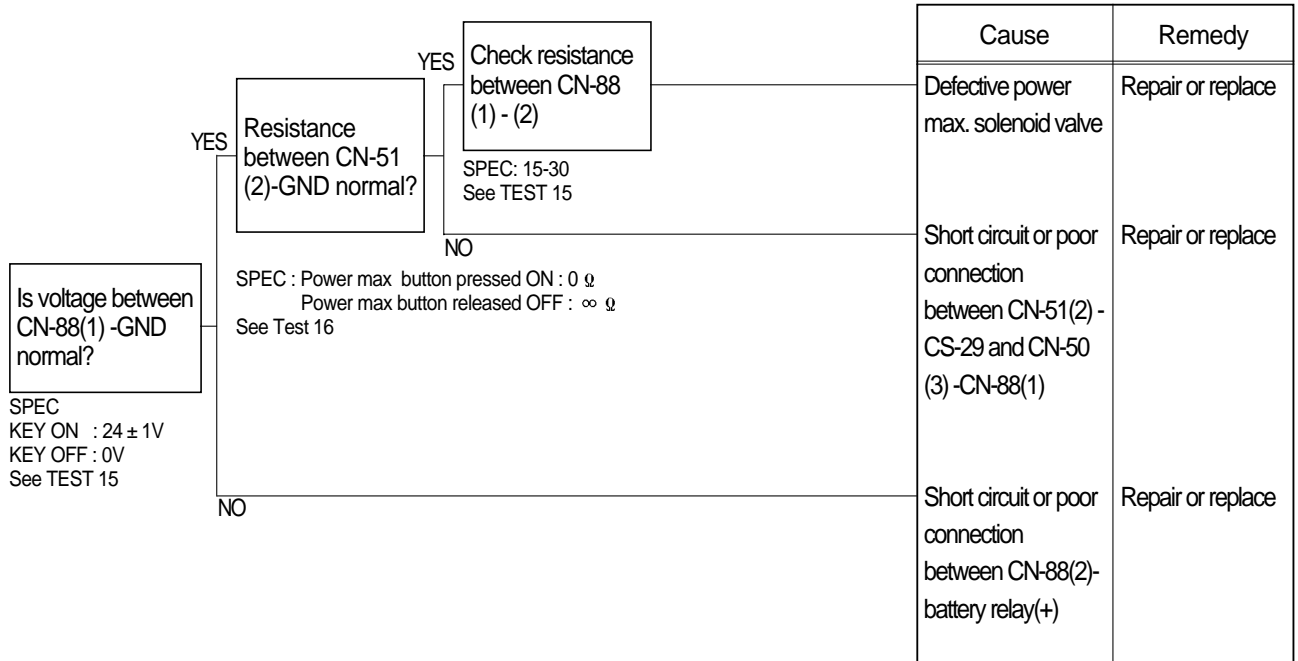 Is voltage between
CN-88(1) -GND
normal?
SPEC
KEY ON : 24 ± 1V
KEY OFF : 0V
See TEST 15
YES
NO
Resistance
between CN-51
(2)-GND normal?
SPEC : Power max button pressed ON : 0 Ω
Power max button released OFF : ∞ Ω
See Test 16
YES
NO
Check resistance
between CN-88
(1) - (2)
SPEC: 15-30
See TEST 15
Cause Remedy
Defective power Repair or replace
max. solenoid valve
Short circuit or poor Repair or replace
connection
between CN-51(2) -
CS-29 and CN-50
(3) -CN-88(1)
Short circuit or poor Repair or replace
connection
between CN-88(2)-
battery relay(+)